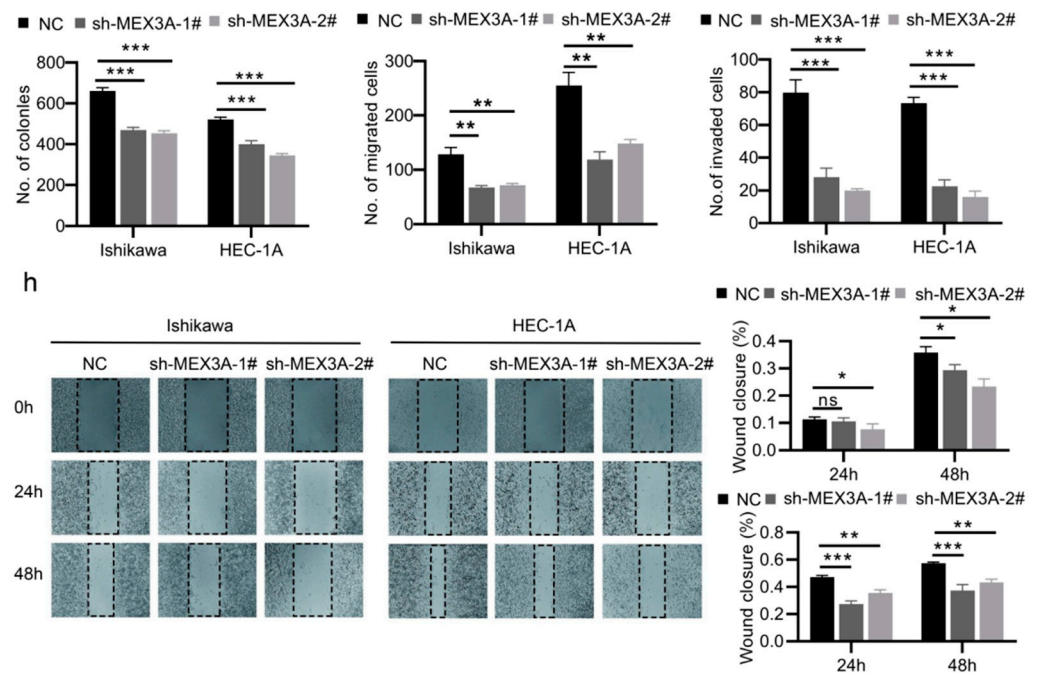 NC sh-MEX3A-1# sh-MEX3A-2#
***
***
***
***
No. of colonies
800
600
400
200
0
Ishikawa HEC-1A
NC sh-MEX3A-1# sh-MEX3A-2#
**
**
**
**
No. of migrated cells
300
200
100
0
Ishikawa HEC-1A
NC sh-MEX3A-1# sh-MEX3A-2#
***
***
***
***
No.of invaded cells
100
80
60
40
20
0
Ishikawa HEC-1A
h
Ishikawa HEC-1A
NC sh-MEX3A-1# sh-MEX3A-2# NC sh-MEX3A-1# sh-MEX3A-2#
0h
24h
48h
NC sh-MEX3A-1# sh-MEX3A-2#
*
*
*
ns
Wound closure (%)
0.4
0.3
0.2
0.1
0.0
24h 48h
NC sh-MEX3A-1# sh-MEX3A-2#
**
***
**
***
Wound closure (%)
0.8
0.6
0.4
0.2
0.0
24h 48h